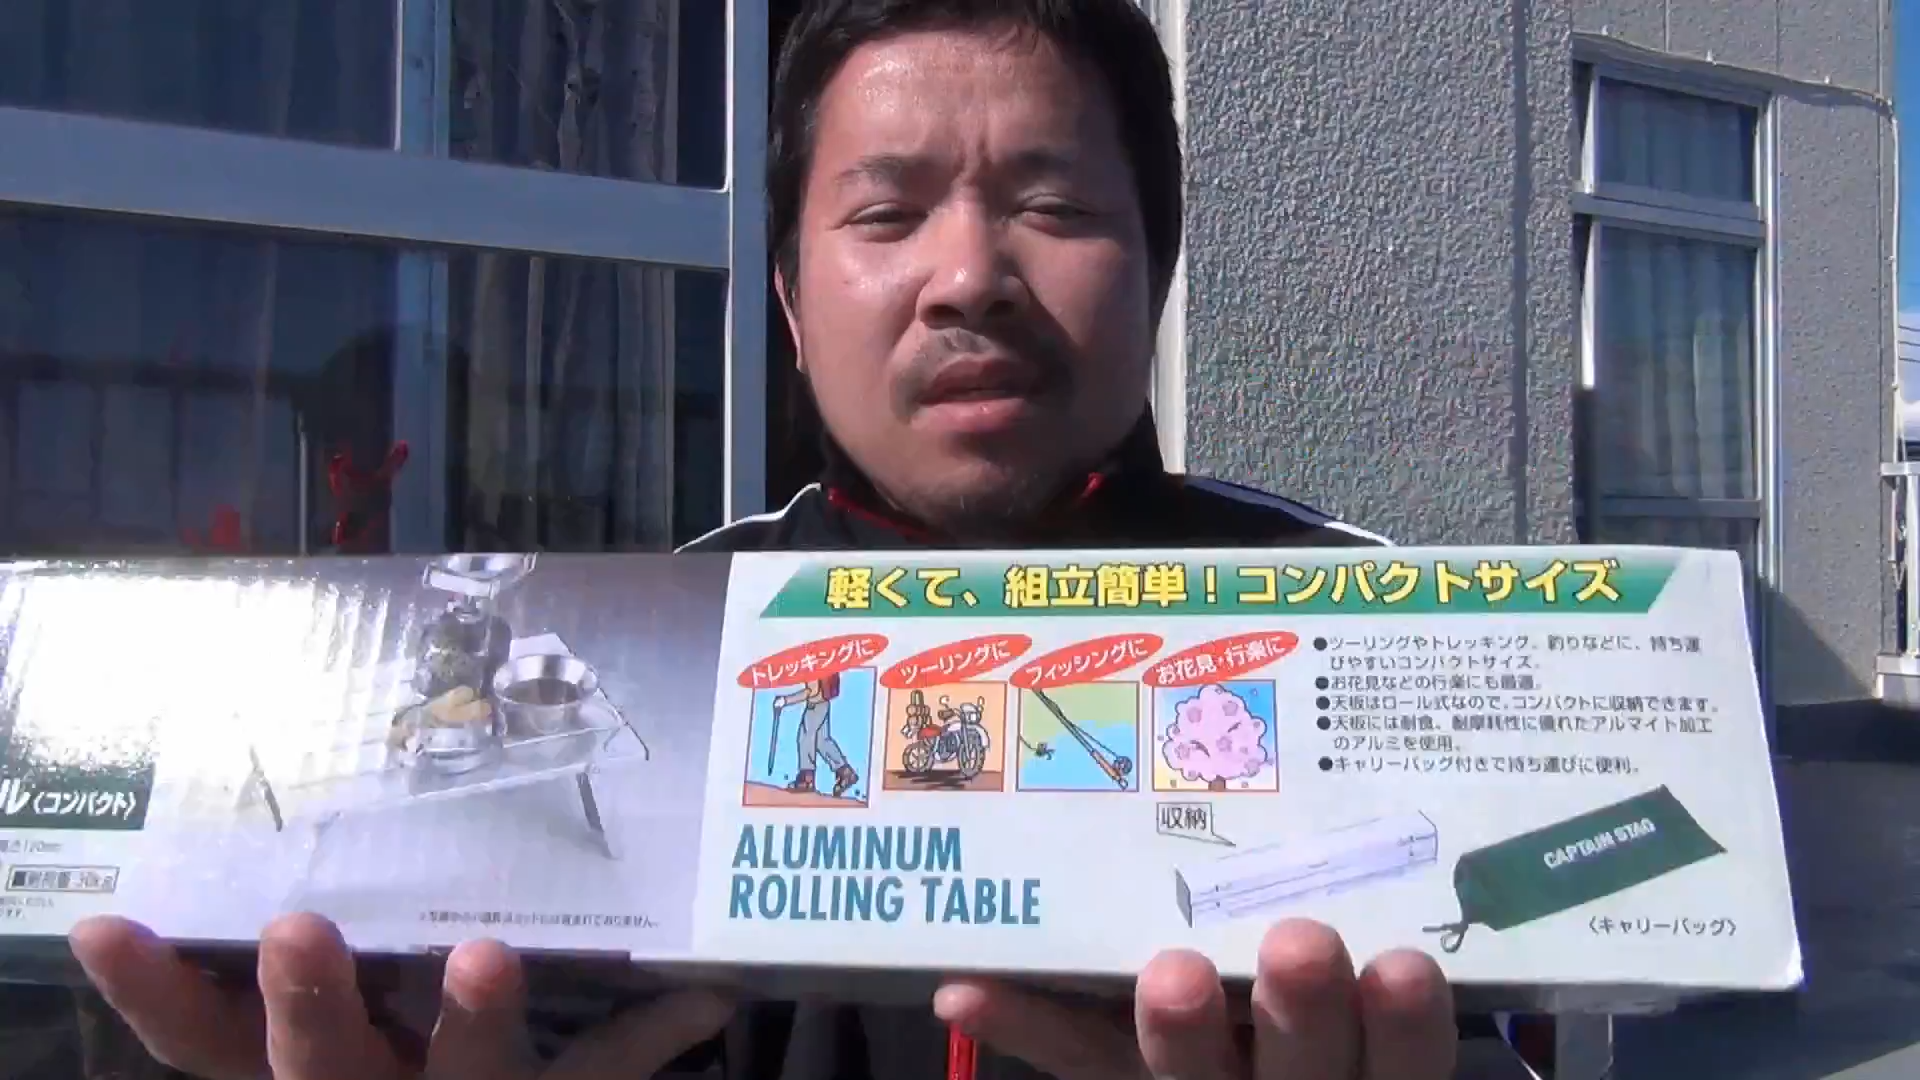 軽くて、組立簡単！コンパクトサイズ
トレッキングに
ツーリングに
フィッシングに
お花見・行楽に
●ツーリングやトレッキング、釣りなどに、持ち運
びやすいコンパクトサイズ。
●お花見などの行楽にも最適。
●天板はロール式なので、コンパクトに収納できます。
●天板には耐食、耐摩耗性に優れたアルマイト加工
のアルミを使用。
●キャリーバッグ付きで持ち運びに便利。
ル〈コンパクト〉
ALUMINUM
ROLLING TABLE
収納
CAPTAIN STAG
〈キャリーバッグ〉